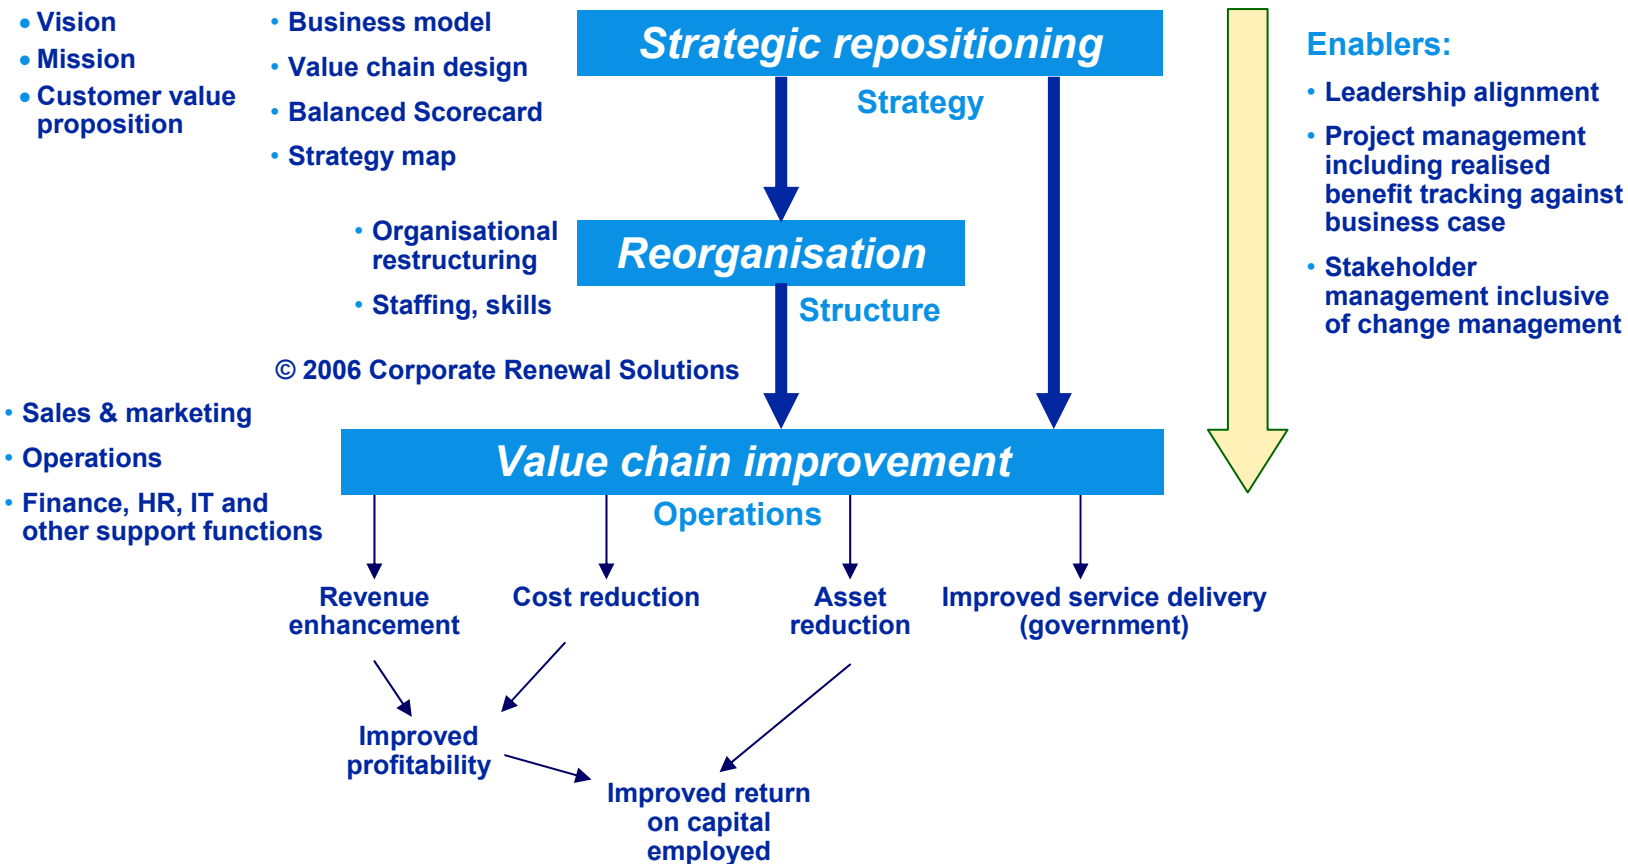 • Vision
• Mission
• Customer value
proposition
• Business model
• Value chain design
• Balanced Scorecard
• Strategy map
Strategic repositioning
Strategy
Enablers:
• Leadership alignment
• Project management
including realised
benefit tracking against
business case
• Stakeholder
management inclusive
of change management
• Organisational
restructuring
• Staffing, skills
Reorganisation
Structure
© 2006 Corporate Renewal Solutions
• Sales & marketing
• Operations
• Finance, HR, IT and
other support functions
Value chain improvement
Operations
Revenue
enhancement
Cost reduction
Asset
reduction
Improved service delivery
(government)
Improved
profitability
Improved return
on capital
employed